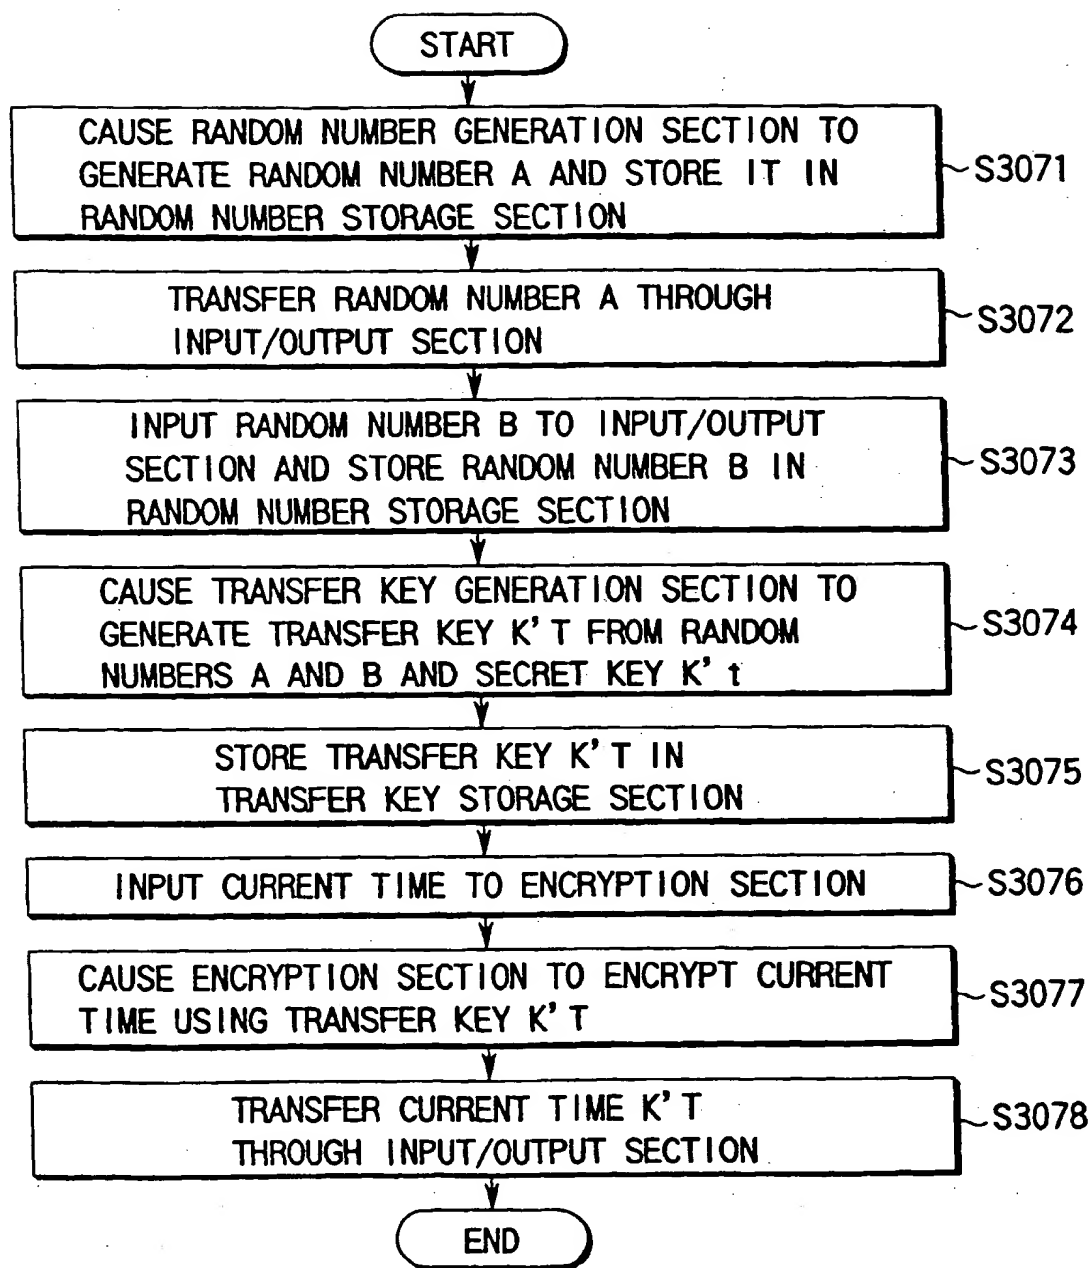 START
CAUSE RANDOM NUMBER GENERATION SECTION TO
GENERATE RANDOM NUMBER A AND STORE IT IN
RANDOM NUMBER STORAGE SECTION
S3071
TRANSFER RANDOM NUMBER A THROUGH
INPUT/OUTPUT SECTION
S3072
INPUT RANDOM NUMBER B TO INPUT/OUTPUT
SECTION AND STORE RANDOM NUMBER B IN
RANDOM NUMBER STORAGE SECTION
S3073
CAUSE TRANSFER KEY GENERATION SECTION TO
GENERATE TRANSFER KEY K'T FROM RANDOM
NUMBERS A AND B AND SECRET KEY K't
S3074
STORE TRANSFER KEY K'T IN
TRANSFER KEY STORAGE SECTION
S3075
INPUT CURRENT TIME TO ENCRYPTION SECTION
S3076
CAUSE ENCRYPTION SECTION TO ENCRYPT CURRENT
TIME USING TRANSFER KEY K'T
S3077
TRANSFER CURRENT TIME K'T
THROUGH INPUT/OUTPUT SECTION
S3078
END